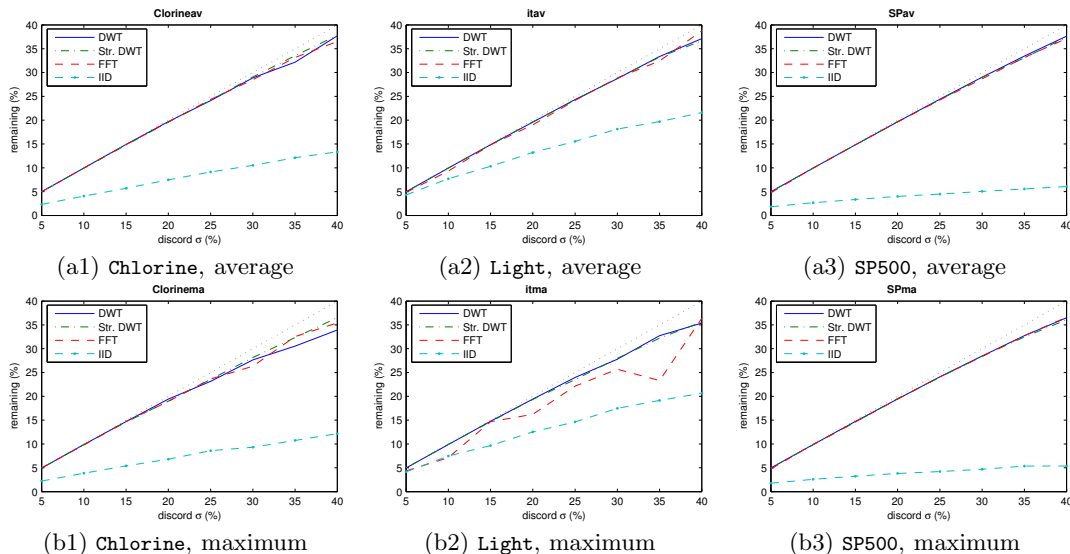 Clorineav
40
35
30
25
20
15
10
5
0
remaining (%)
DWT
Str. DWT
FFT
IID
5 10 15 20 25 30 35 40
discord σ (%)
(a1) Chlorine, average
itav
40
35
30
25
20
15
10
5
0
remaining (%)
DWT
Str. DWT
FFT
IID
5 10 15 20 25 30 35 40
discord σ (%)
(a2) Light, average
SPav
40
35
30
25
20
15
10
5
0
remaining (%)
DWT
Str. DWT
FFT
IID
5 10 15 20 25 30 35 40
discord σ (%)
(a3) SP500, average
Clorinema
40
35
30
25
20
15
10
5
0
remaining (%)
DWT
Str. DWT
FFT
IID
5 10 15 20 25 30 35 40
discord σ (%)
(b1) Chlorine, maximum
itma
40
35
30
25
20
15
10
5
0
remaining (%)
DWT
Str. DWT
FFT
IID
5 10 15 20 25 30 35 40
discord σ (%)
(b2) Light, maximum
SPma
40
35
30
25
20
15
10
5
0
remaining (%)
DWT
Str. DWT
FFT
IID
5 10 15 20 25 30 35 40
discord σ (%)
(b3) SP500, maximum